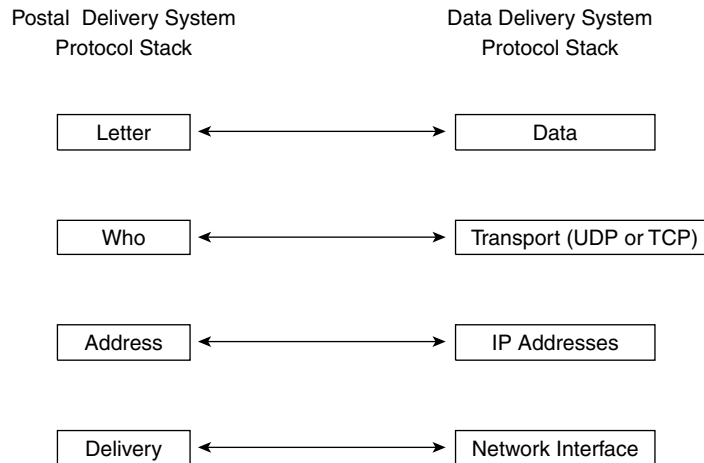 Postal Delivery System
Protocol Stack
Data Delivery System
Protocol Stack
Letter
Data
Who
Transport (UDP or TCP)
Address
IP Addresses
Delivery
Network Interface